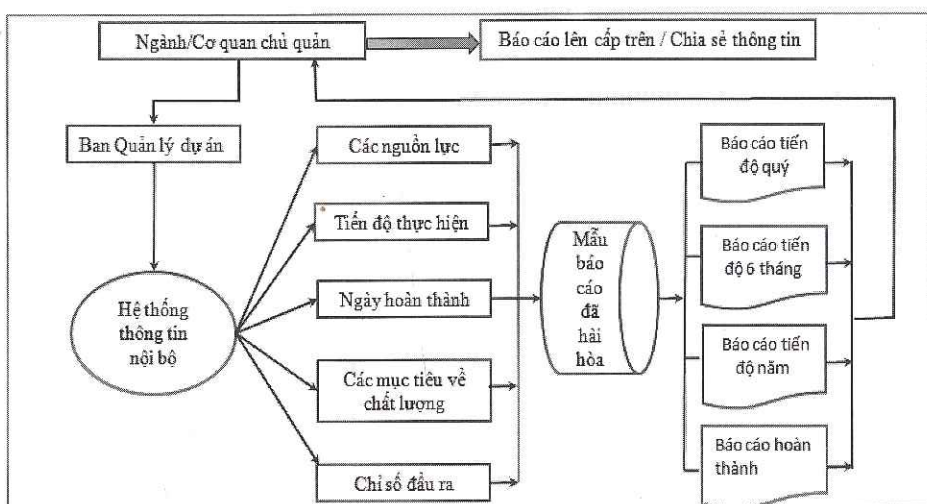 Ngành/Cơ quan chủ quản
Báo cáo lên cấp trên / Chia sẻ thông tin
Ban Quản lý dự án
Hệ thống
thông tin
nội bộ
Các nguồn lực
Tiến độ thực hiện
Ngày hoàn thành
Các mục tiêu về
chất lượng
Chỉ số đầu ra
Mẫu
báo
cáo
đã
hài
hòa
Báo cáo tiến
độ quý
Báo cáo tiến
độ 6 tháng
Báo cáo tiến
độ năm
Báo cáo hoàn
thành